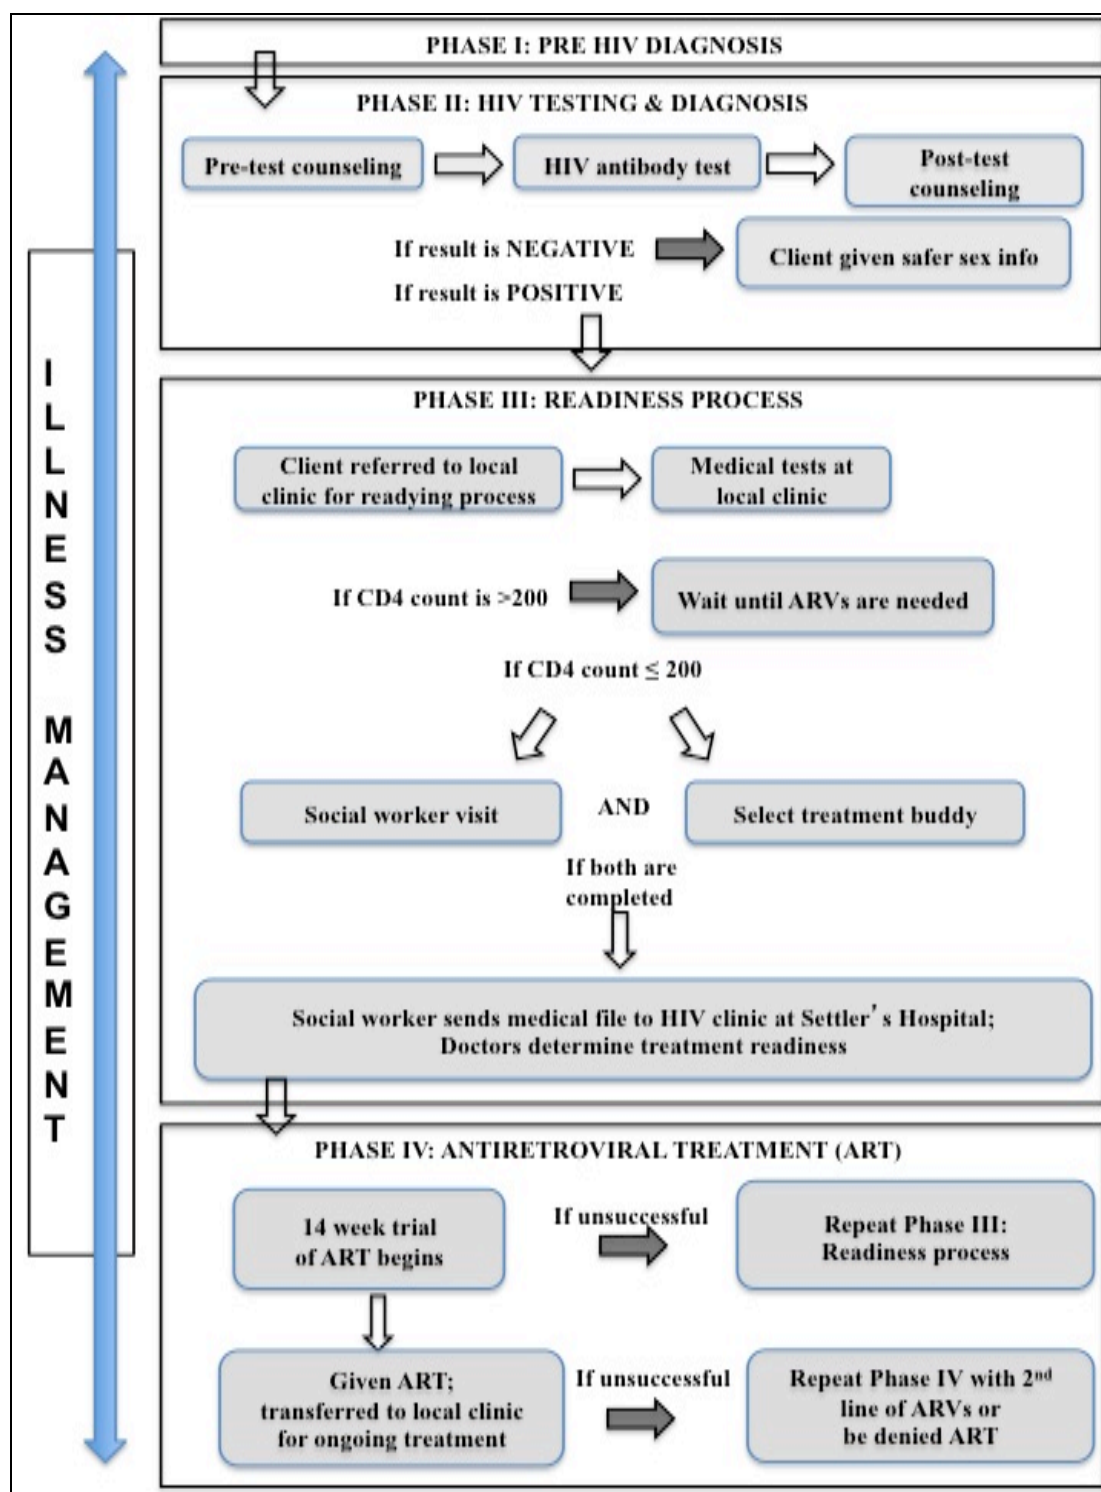 PHASE I: PRE HIV DIAGNOSIS
PHASE II: HIV TESTING & DIAGNOSIS
Pre-test counseling
HIV antibody test
Post-test
counseling
If result is NEGATIVE
Client given safer sex info
If result is POSITIVE
ILLNESS MANAGEMENT
PHASE III: READINESS PROCESS
Client referred to local
clinic for readying process
Medical tests at
local clinic
If CD4 count is >200
Wait until ARVs are needed
If CD4 count ≤ 200
Social worker visit
AND
Select treatment buddy
If both are
completed
Social worker sends medical file to HIV clinic at Settler's Hospital;
Doctors determine treatment readiness
PHASE IV: ANTIRETROVIRAL TREATMENT (ART)
14 week trial
of ART begins
If unsuccessful
Repeat Phase III:
Readiness process
Given ART;
transferred to local clinic
for ongoing treatment
If unsuccessful
Repeat Phase IV with 2nd
line of ARVs or
be denied ART